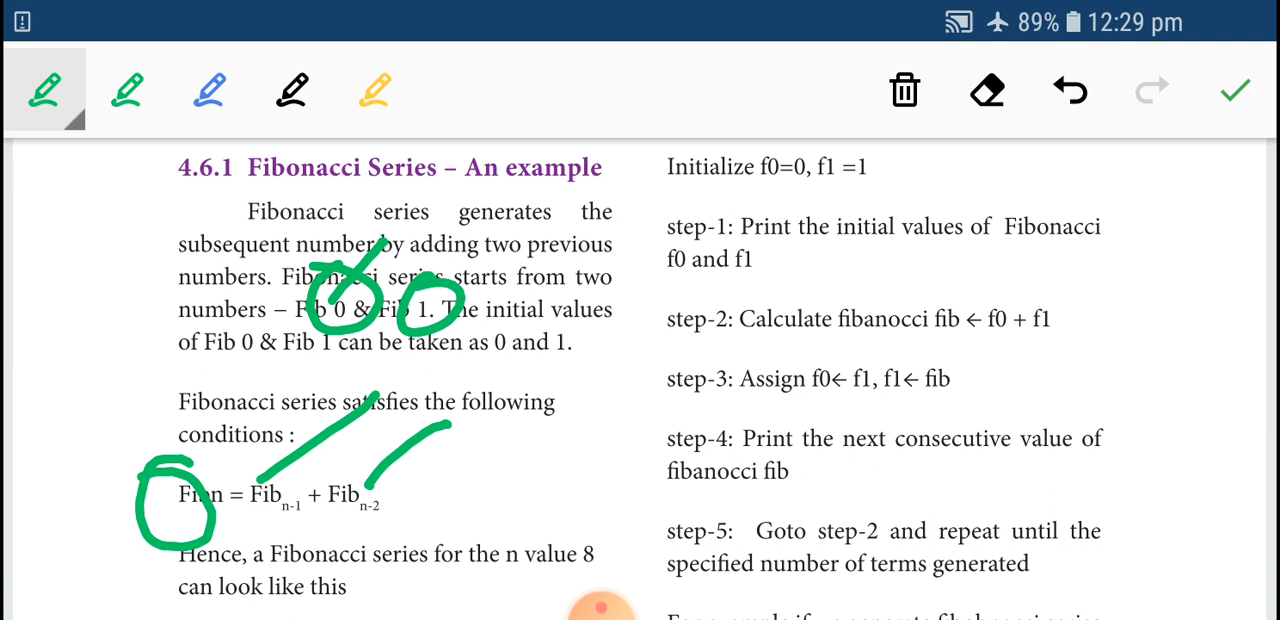 89% 12:29 pm
4.6.1 Fibonacci Series – An example
Fibonacci series generates the
subsequent number by adding two previous
numbers. Fibonacci series starts from two
numbers – Fib 0 & Fib 1. The initial values
of Fib 0 & Fib 1 can be taken as 0 and 1.
Fibonacci series satisfies the following
conditions :
Fibn = Fibn-1 + Fibn-2
Hence, a Fibonacci series for the n value 8
can look like this
Initialize f0=0, f1 =1
step-1: Print the initial values of Fibonacci
f0 and f1
step-2: Calculate fibanocci fib ← f0 + f1
step-3: Assign f0← f1, f1← fib
step-4: Print the next consecutive value of
fibanocci fib
step-5: Goto step-2 and repeat until the
specified number of terms generated